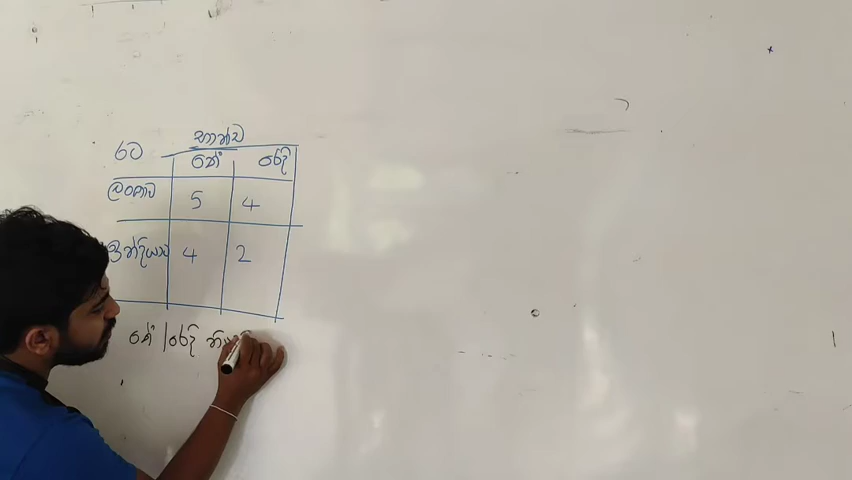 භාණ්ඩ
රට තේ රෙදි
ලංකාව 5 4
ඉන්දියාව 4 2
තේ | රෙදි